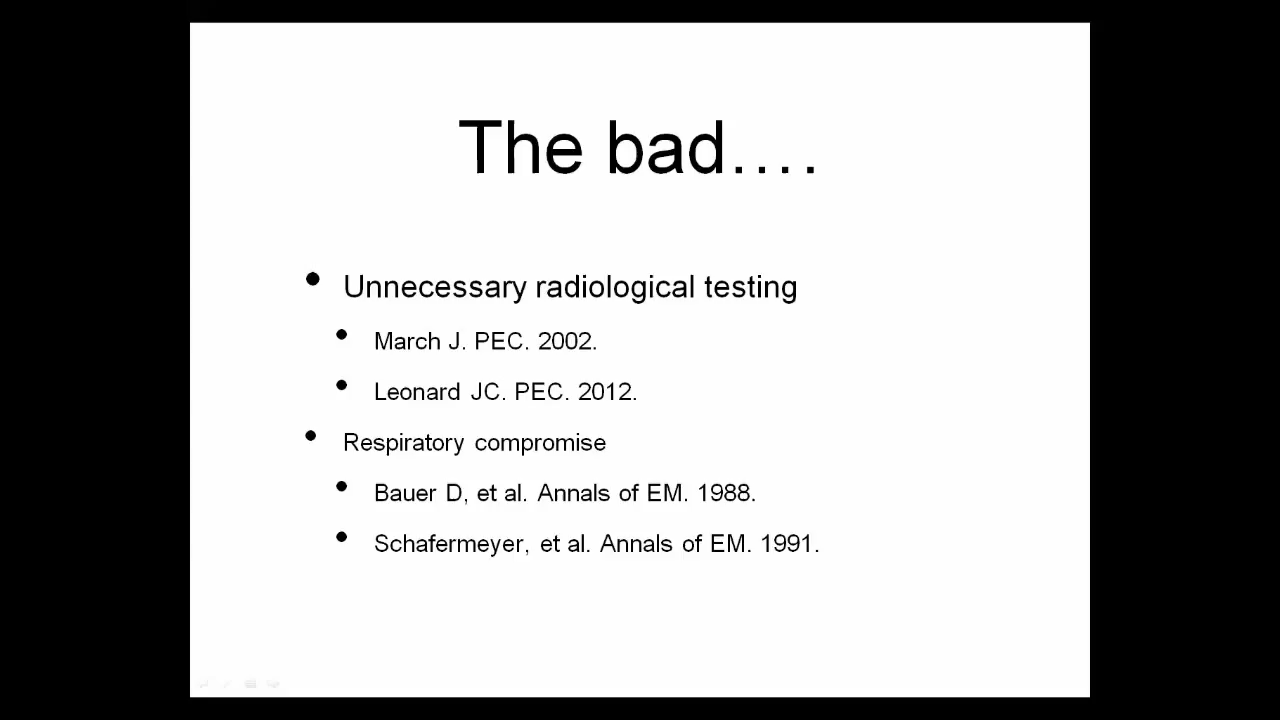 The bad....
• Unnecessary radiological testing
• March J. PEC. 2002.
• Leonard JC. PEC. 2012.
• Respiratory compromise
• Bauer D, et al. Annals of EM. 1988.
• Schafermeyer, et al. Annals of EM. 1991.